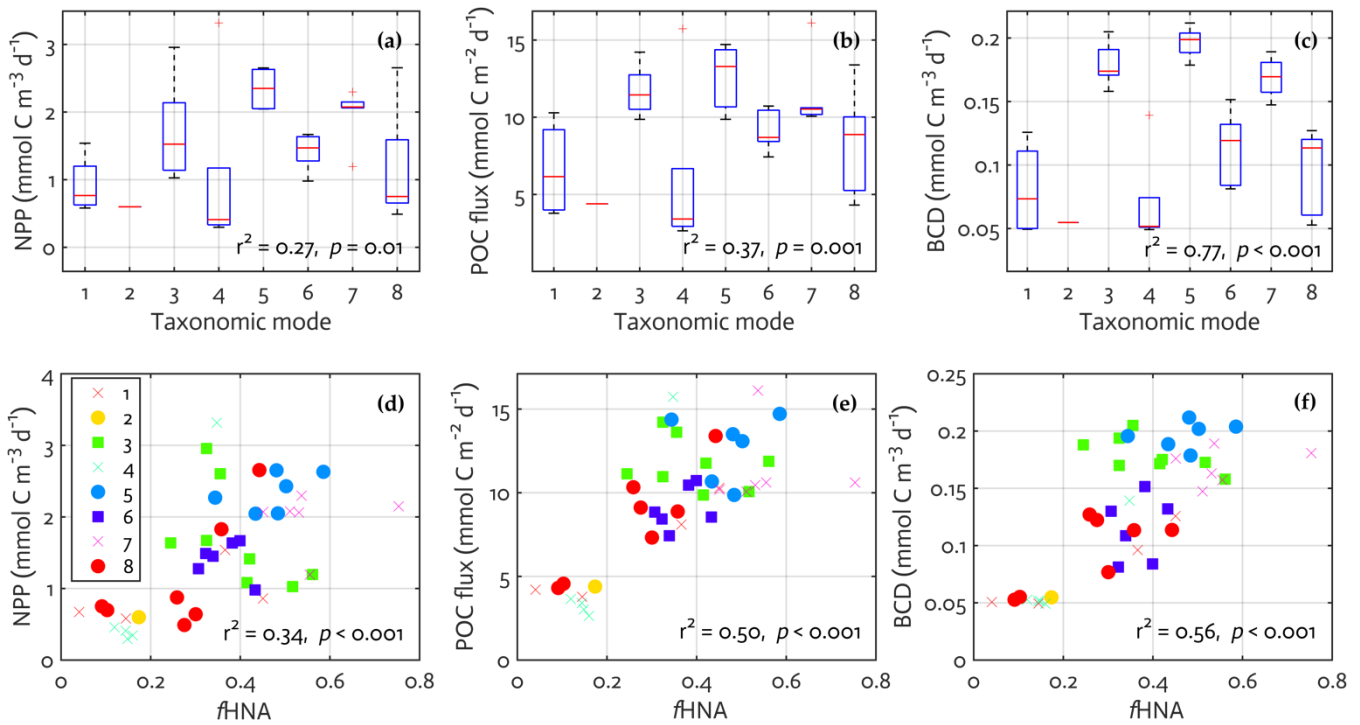 (a)
NPP (mmol C m⁻³ d⁻¹)
3
2
1
0
r² = 0.27, p = 0.01
1 2 3 4 5 6 7 8
Taxonomic mode
(b)
POC flux (mmol C m⁻² d⁻¹)
15
10
5
r² = 0.37, p = 0.001
1 2 3 4 5 6 7 8
Taxonomic mode
(c)
BCD (mmol C m⁻³ d⁻¹)
0.2
0.15
0.1
0.05
r² = 0.77, p < 0.001
1 2 3 4 5 6 7 8
Taxonomic mode
(d)
NPP (mmol C m⁻³ d⁻¹)
4
3
2
1
0
1
2
3
4
5
6
7
8
r² = 0.34, p < 0.001
0 0.2 0.4 0.6 0.8
fHNA
(e)
POC flux (mmol C m⁻² d⁻¹)
15
10
5
0
r² = 0.50, p < 0.001
0 0.2 0.4 0.6 0.8
fHNA
(f)
BCD (mmol C m⁻³ d⁻¹)
0.25
0.2
0.15
0.1
0.05
0
r² = 0.56, p < 0.001
0 0.2 0.4 0.6 0.8
fHNA